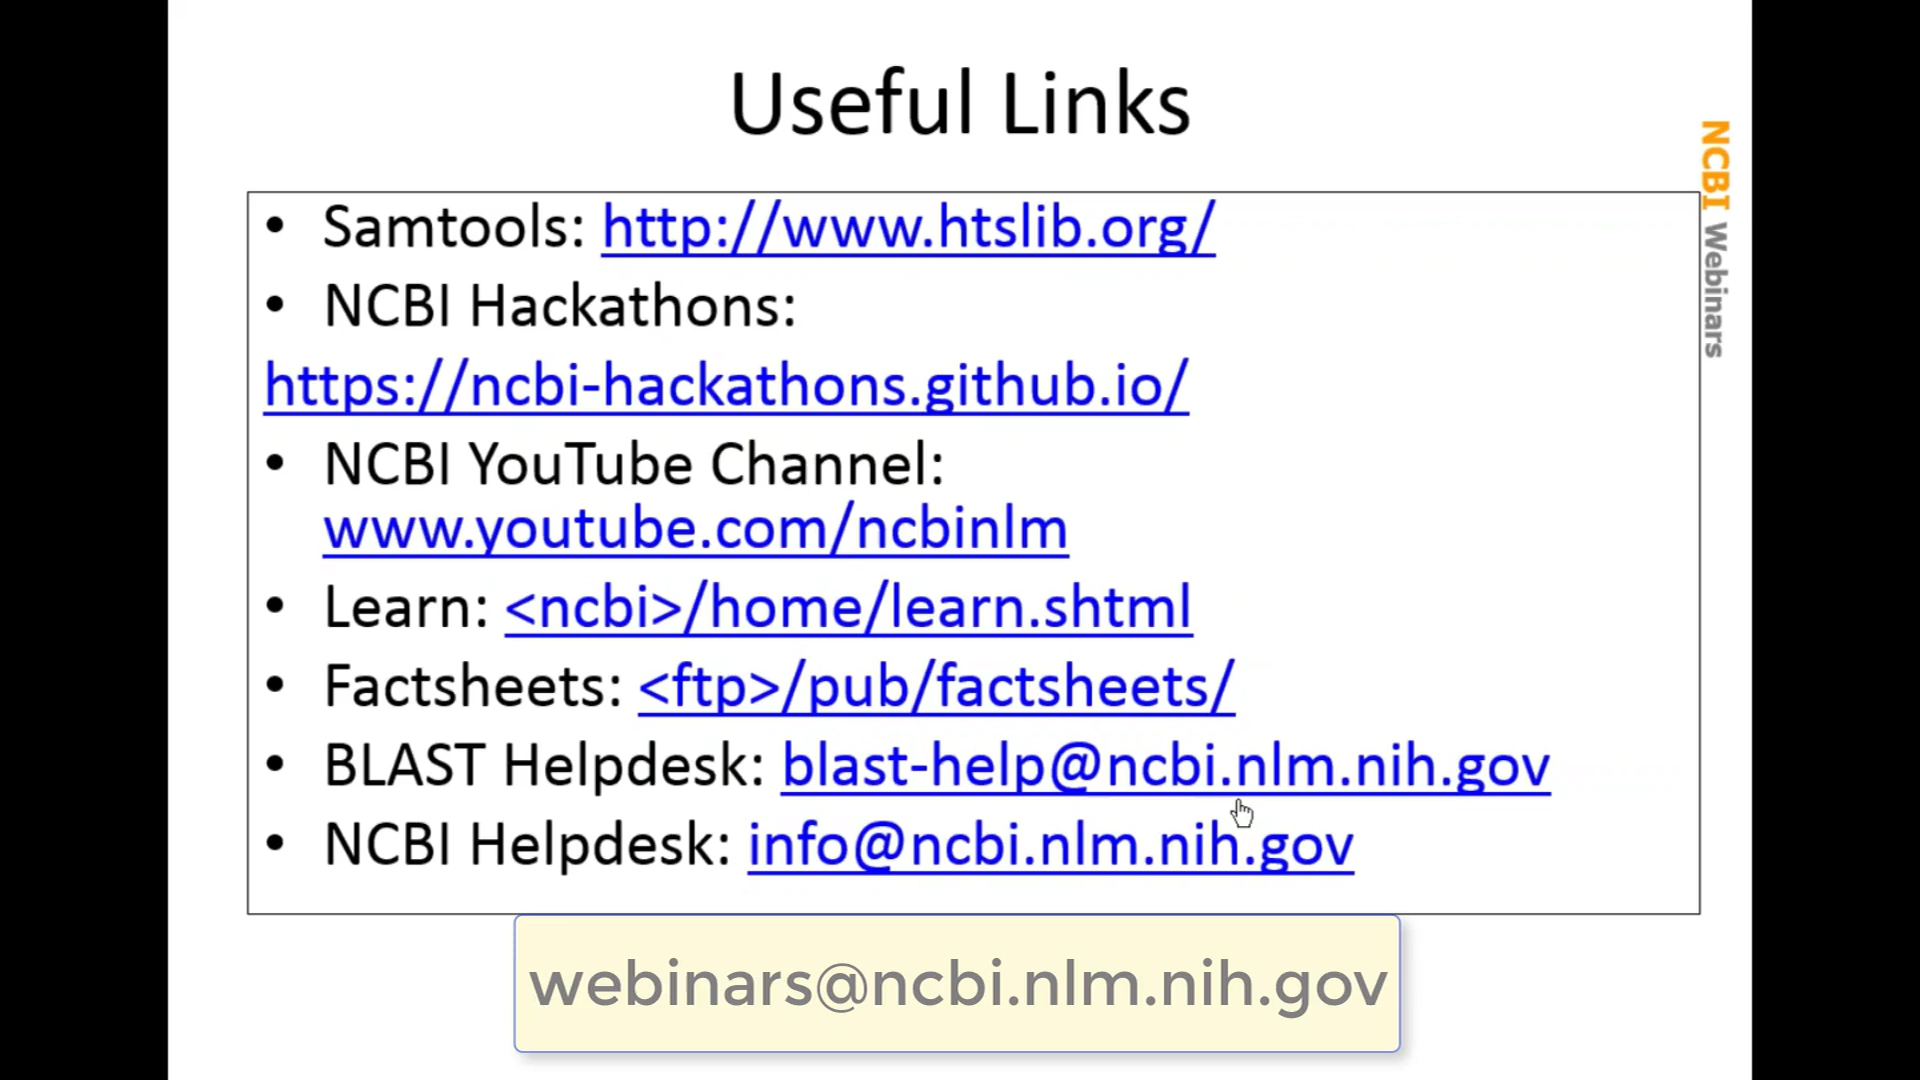 Useful Links
NCBI Webinars
• Samtools: http://www.htslib.org/
• NCBI Hackathons:
https://ncbi-hackathons.github.io/
• NCBI YouTube Channel:
www.youtube.com/ncbinlm
• Learn: <ncbi>/home/learn.shtml
• Factsheets: <ftp>/pub/factsheets/
• BLAST Helpdesk: blast-help@ncbi.nlm.nih.gov
• NCBI Helpdesk: info@ncbi.nlm.nih.gov
webinars@ncbi.nlm.nih.gov